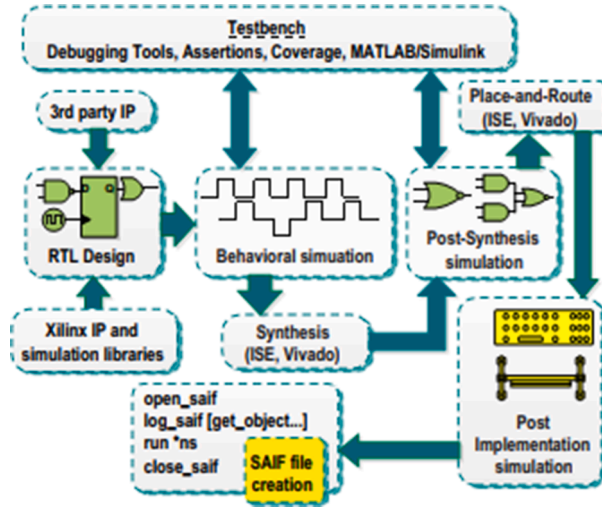 Testbench
Debugging Tools, Assertions, Coverage, MATLAB/Simulink
3rd party IP
Place-and-Route
(ISE, Vivado)
RTL Design
Behavioral simuation
Post-Synthesis
simulation
Xilinx IP and
simulation libraries
Synthesis
(ISE, Vivado)
Post
Implementation
simulation
open_saif
log_saif [get_object...]
run *ns
close_saif
SAIF file
creation